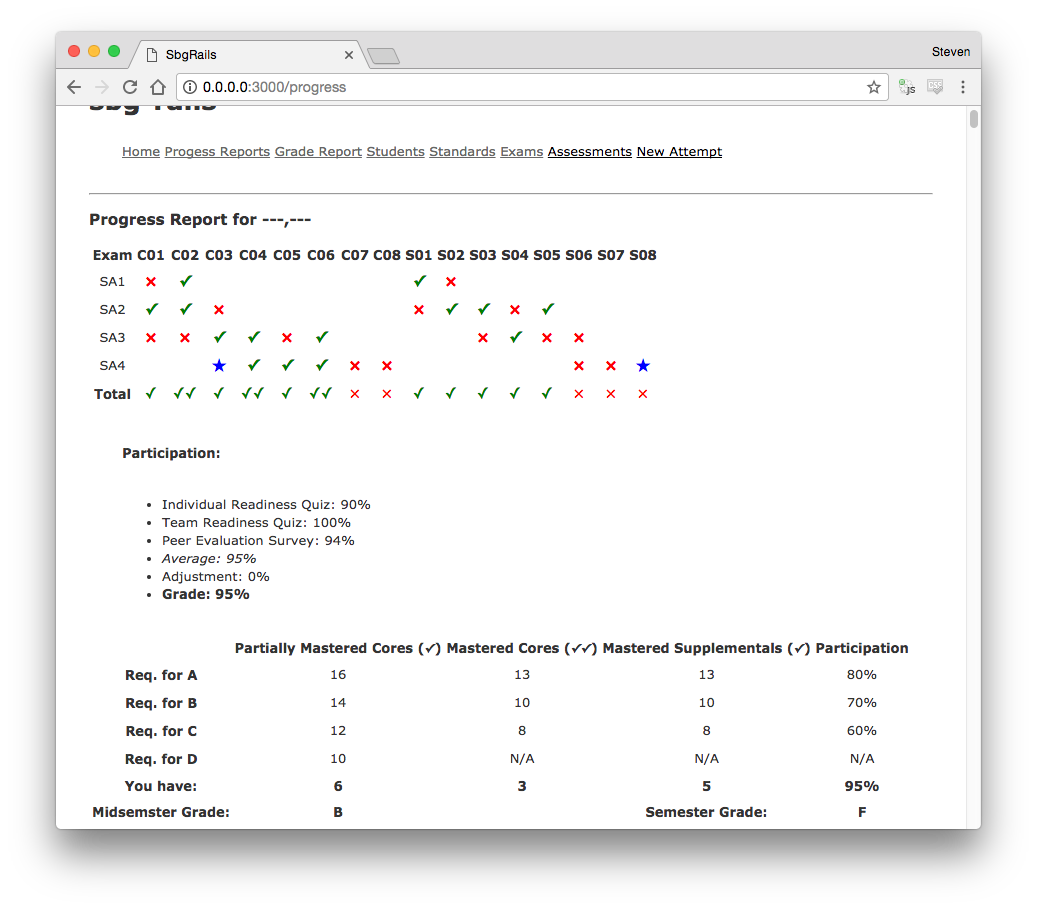 SbgRails
Steven
0.0.0.0:3000/progress
Home Progess Reports Grade Report Students Standards Exams Assessments New Attempt
Progress Report for ---,---
Exam C01 C02 C03 C04 C05 C06 C07 C08 S01 S02 S03 S04 S05 S06 S07 S08
SA1 ✗ ✓ ✓ ✗
SA2 ✓ ✓ ✗ ✗ ✓ ✓ ✗ ✓
SA3 ✗ ✗ ✓ ✓ ✗ ✓ ✗ ✓ ✗ ✗
SA4 ★ ✓ ✓ ✓ ✗ ✗ ✗ ✗ ★
Total ✓ ✓✓ ✓ ✓✓ ✓ ✓✓ ✗ ✗ ✓ ✓ ✓ ✓ ✓ ✗ ✗ ✗
Participation:
• Individual Readiness Quiz: 90%
• Team Readiness Quiz: 100%
• Peer Evaluation Survey: 94%
• Average: 95%
• Adjustment: 0%
• Grade: 95%
Partially Mastered Cores (✓) Mastered Cores (✓✓) Mastered Supplementals (✓) Participation
Req. for A 16 13 13 80%
Req. for B 14 10 10 70%
Req. for C 12 8 8 60%
Req. for D 10 N/A N/A N/A
You have: 6 3 5 95%
Midsemster Grade: B Semester Grade: F